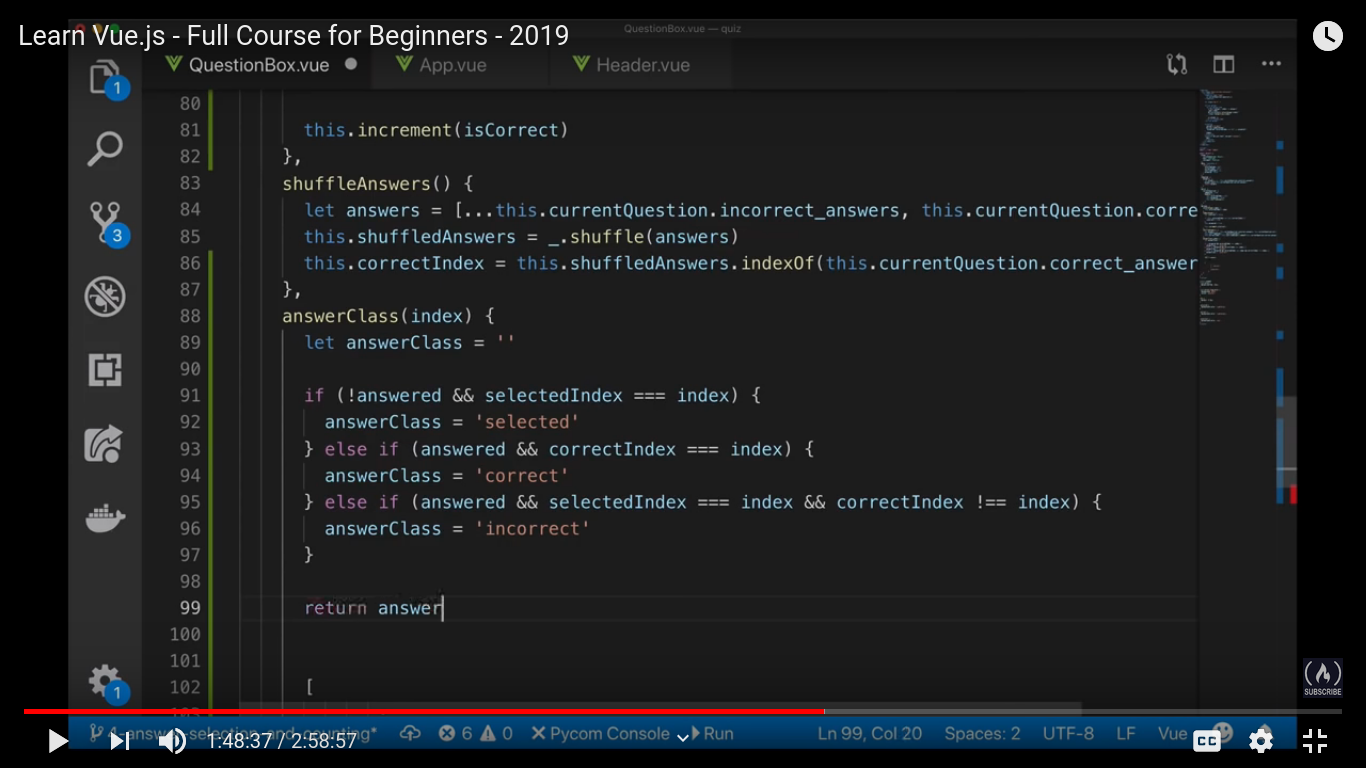 Learn Vue.js - Full Course for Beginners - 2019
QuestionBox.vue — quiz
QuestionBox.vue App.vue Header.vue
1
3
1
80
81 this.increment(isCorrect)
82 },
83 shuffleAnswers() {
84 let answers = [...this.currentQuestion.incorrect_answers, this.currentQuestion.corre
85 this.shuffledAnswers = _.shuffle(answers)
86 this.correctIndex = this.shuffledAnswers.indexOf(this.currentQuestion.correct_answer
87 },
88 answerClass(index) {
89 let answerClass = ''
90
91 if (!answered && selectedIndex === index) {
92 answerClass = 'selected'
93 } else if (answered && correctIndex === index) {
94 answerClass = 'correct'
95 } else if (answered && selectedIndex === index && correctIndex !== index) {
96 answerClass = 'incorrect'
97 }
98
99 return answer
100
101
102 [
SUBSCRIBE
6 0 Pycom Console Run Ln 99, Col 20 Spaces: 2 UTF-8 LF Vue
1:48:37 / 2:58:57 CC